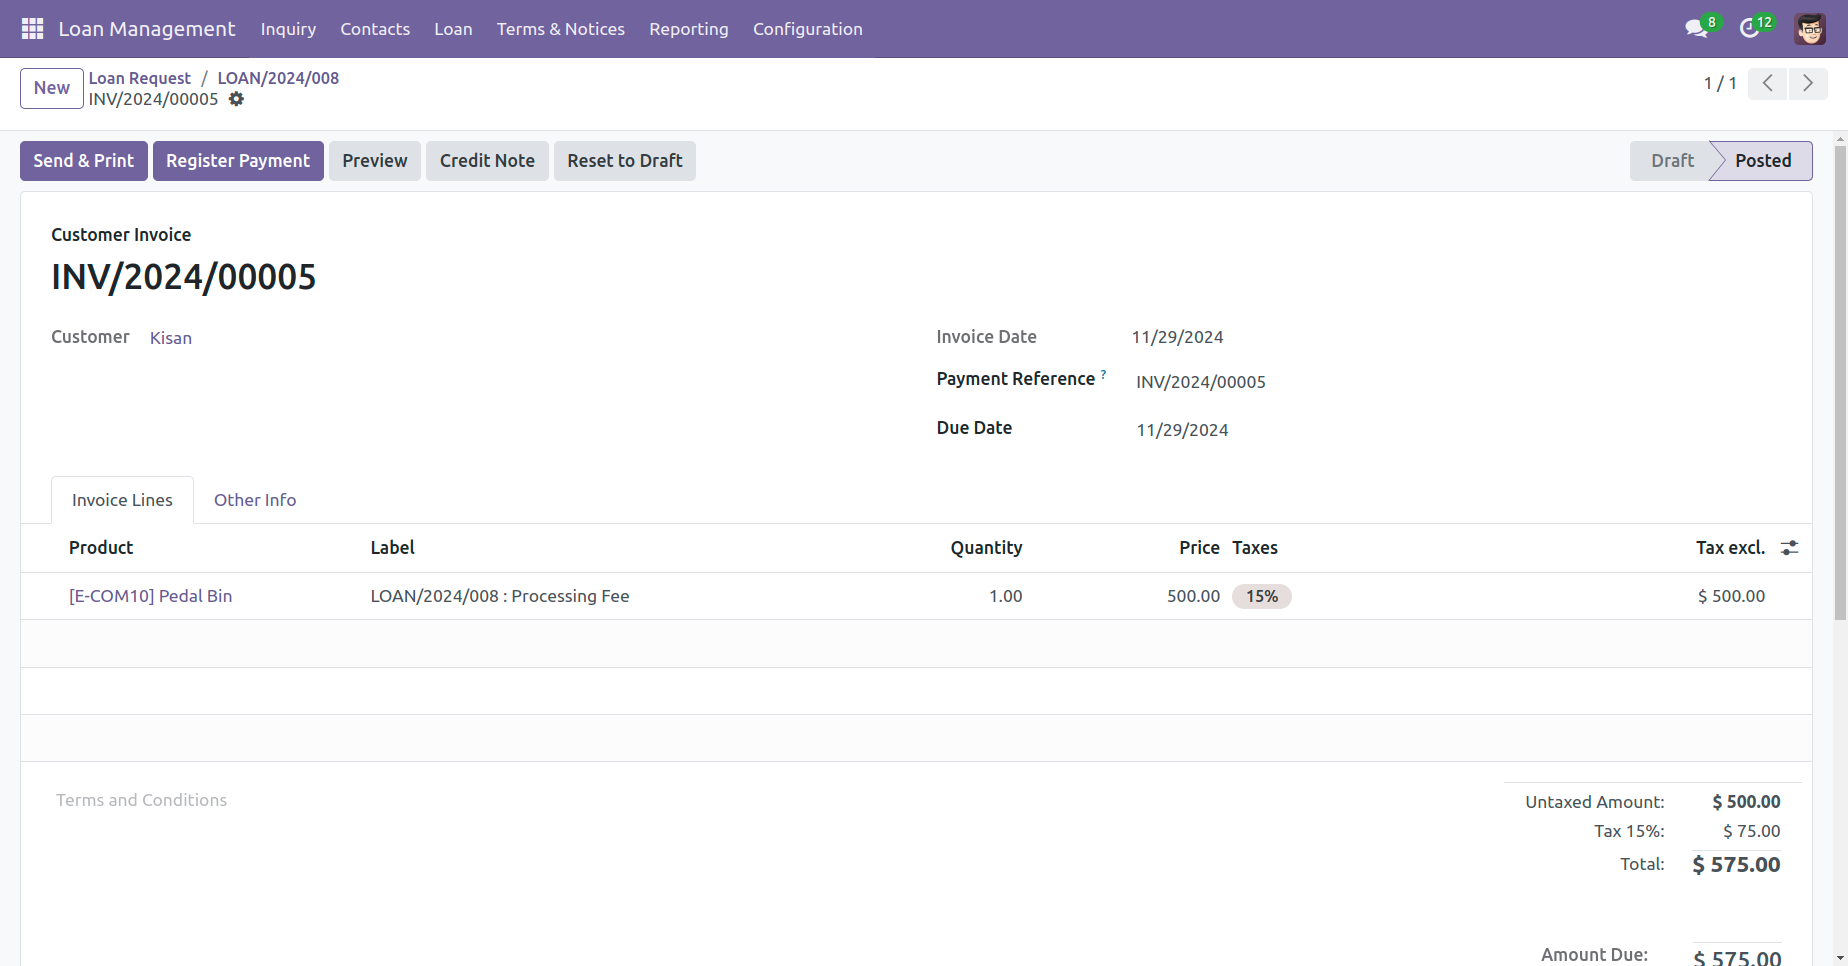 Loan Management Inquiry Contacts Loan Terms & Notices Reporting Configuration 8 12
New Loan Request / LOAN/2024/008
INV/2024/00005
1 / 1
Send & Print Register Payment Preview Credit Note Reset to Draft Draft Posted
Customer Invoice
INV/2024/00005
Customer Kisan
Invoice Date 11/29/2024
Payment Reference ? INV/2024/00005
Due Date 11/29/2024
Invoice Lines Other Info
Product Label Quantity Price Taxes Tax excl.
[E-COM10] Pedal Bin LOAN/2024/008 : Processing Fee 1.00 500.00 15% $ 500.00
Terms and Conditions
Untaxed Amount: $ 500.00
Tax 15%: $ 75.00
Total: $ 575.00
Amount Due: $ 575.00